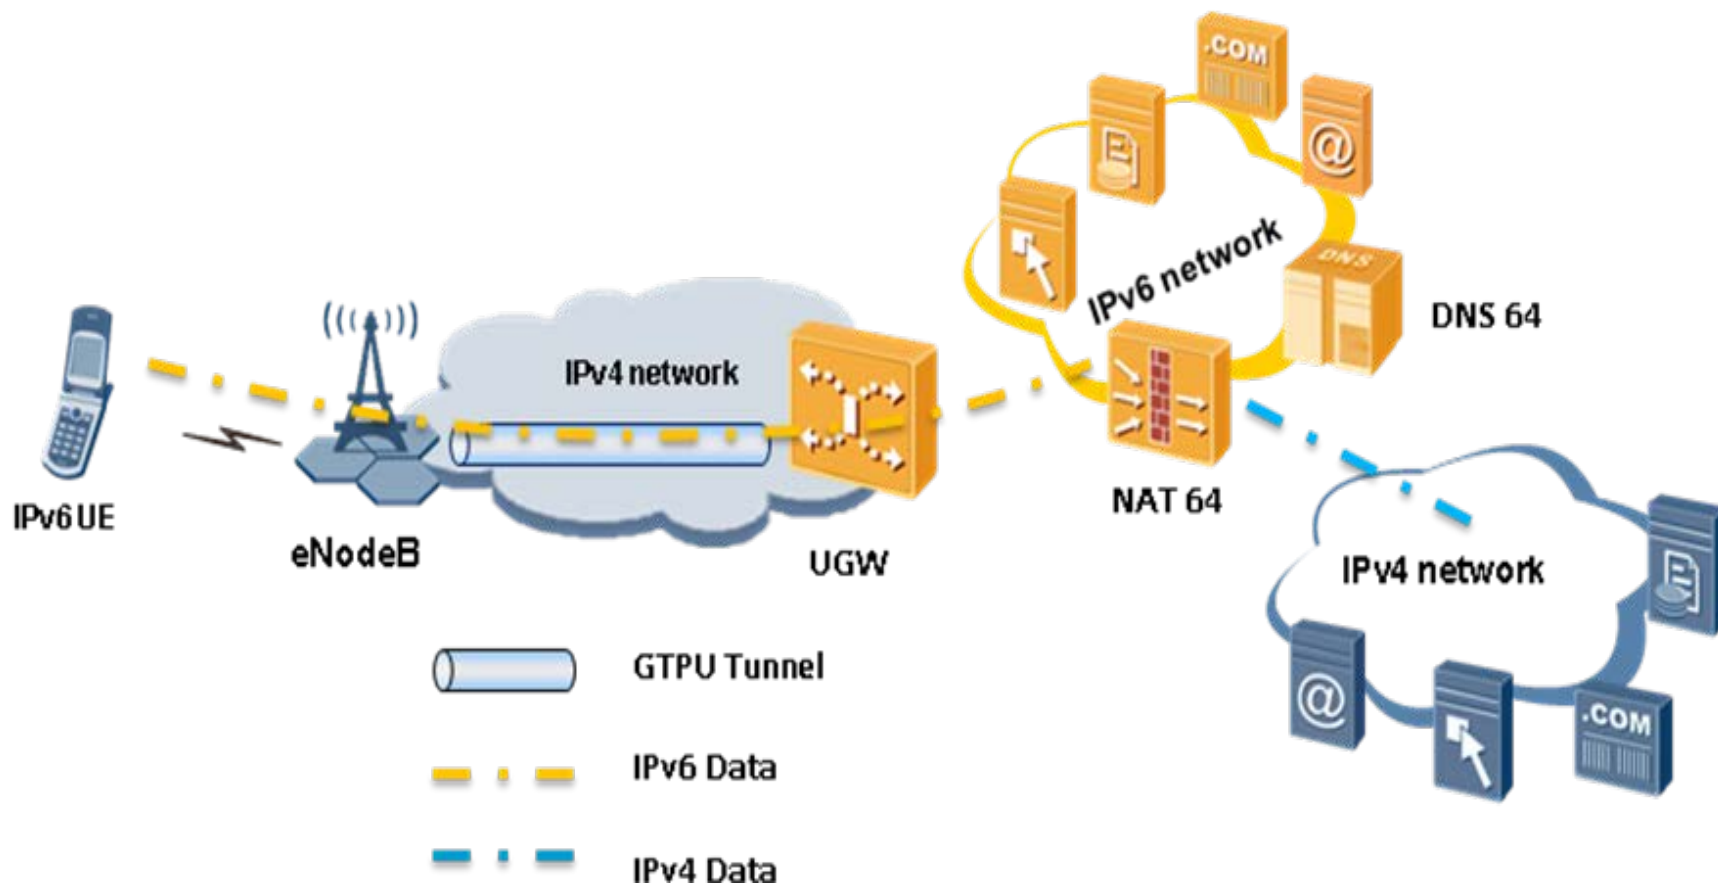 .COM
@
DNS
IPv6 network
DNS 64
IPv4 network
NAT 64
IPv6 UE
eNodeB
UGW
IPv4 network
@
.COM
GTPU Tunnel
IPv6 Data
IPv4 Data